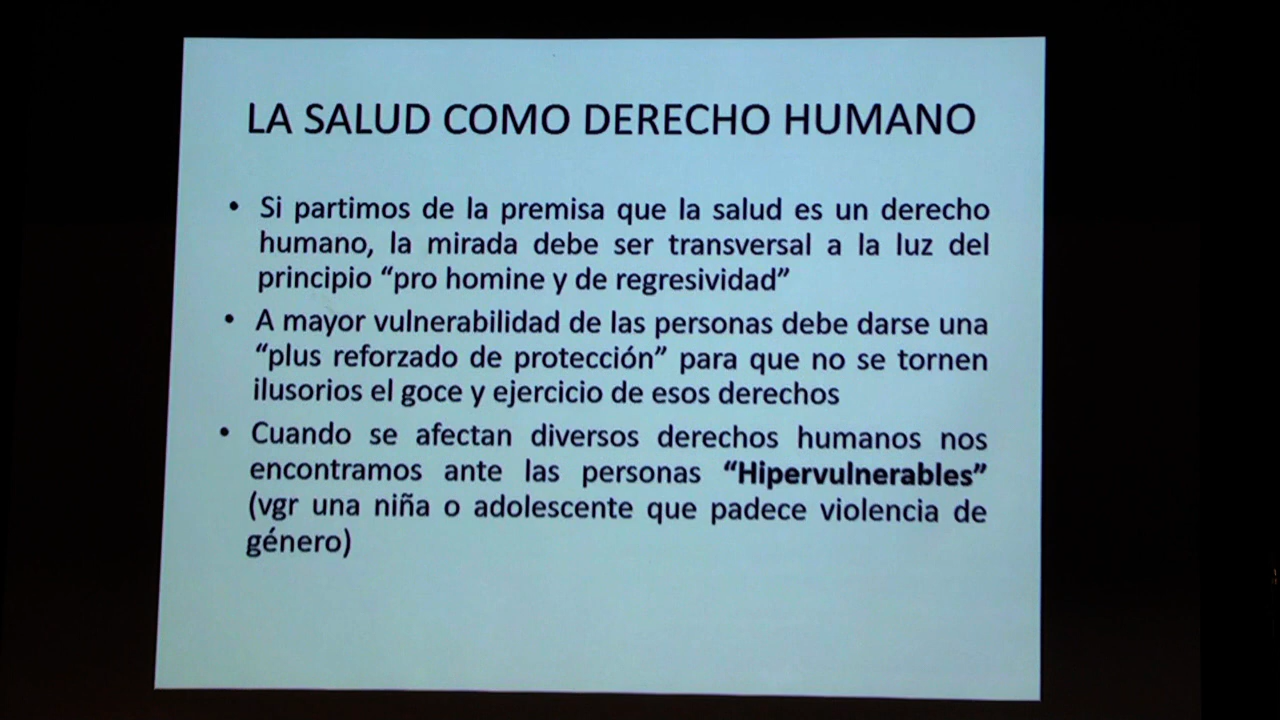 LA SALUD COMO DERECHO HUMANO
• Si partimos de la premisa que la salud es un derecho
humano, la mirada debe ser transversal a la luz del
principio “pro homine y de regresividad”
• A mayor vulnerabilidad de las personas debe darse una
“plus reforzado de protección” para que no se tornen
ilusorios el goce y ejercicio de esos derechos
• Cuando se afectan diversos derechos humanos nos
encontramos ante las personas “Hipervulnerables”
(vgr una niña o adolescente que padece violencia de
género)